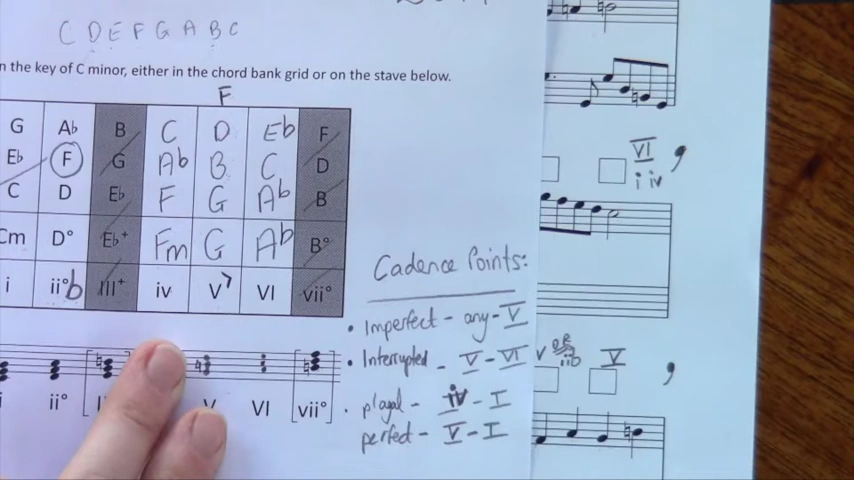 C D E F G A B C
n the key of C minor, either in the chord bank grid or on the stave below.
F
G Ab B C D Eb F
Eb F G Ab B C D
C D Eb F G Ab B
Cm D° Eb+ Fm G Ab B°
i ii°b III+ iv V7 VI vii°
i ii° V VI vii°
Cadence Points:
• Imperfect - any - V
• Interrupted - V - VI
• plagal - iv - I
perfect - V - I
VI ,
i iv
V OR iib V ,